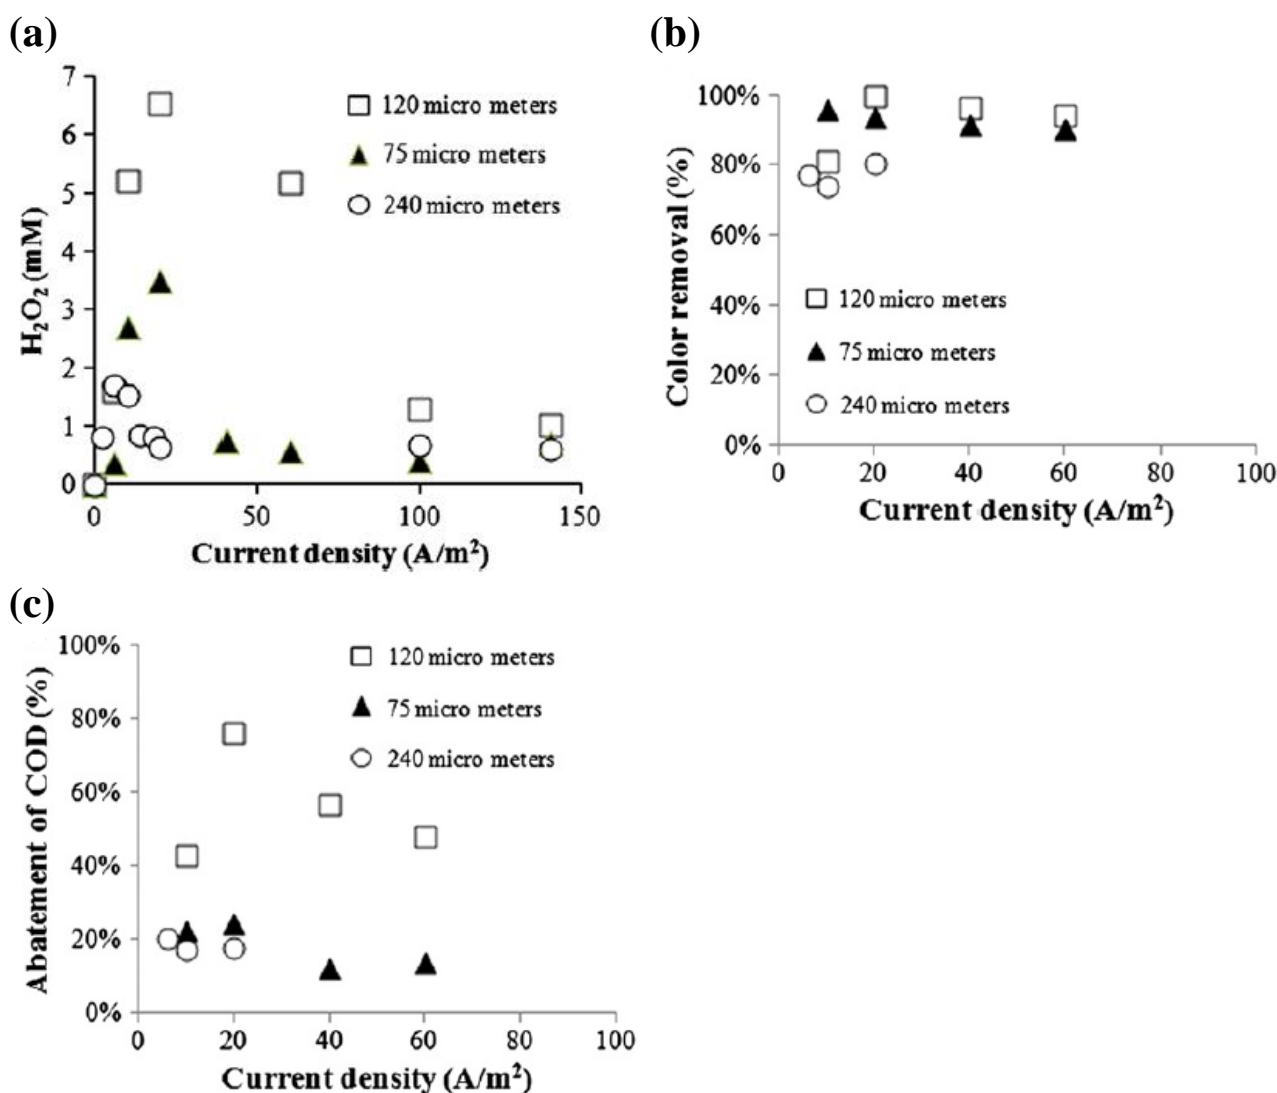 (a)
7
6
5
4
3
2
1
0
H₂O₂ (mM)
120 micro meters
75 micro meters
240 micro meters
0 50 100 150
Current density (A/m²)
(b)
100%
80%
60%
40%
20%
0%
Color removal (%)
120 micro meters
75 micro meters
240 micro meters
0 20 40 60 80 100
Current density (A/m²)
(c)
100%
80%
60%
40%
20%
0%
Abatement of COD (%)
120 micro meters
75 micro meters
240 micro meters
0 20 40 60 80 100
Current density (A/m²)